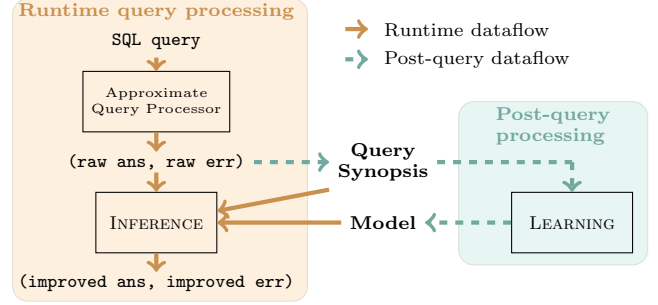 Runtime query processing
SQL query
Approximate
Query Processor
(raw ans, raw err)
INFERENCE
(improved ans, improved err)
Runtime dataflow
Post-query dataflow
Query
Synopsis
Model
Post-query
processing
LEARNING